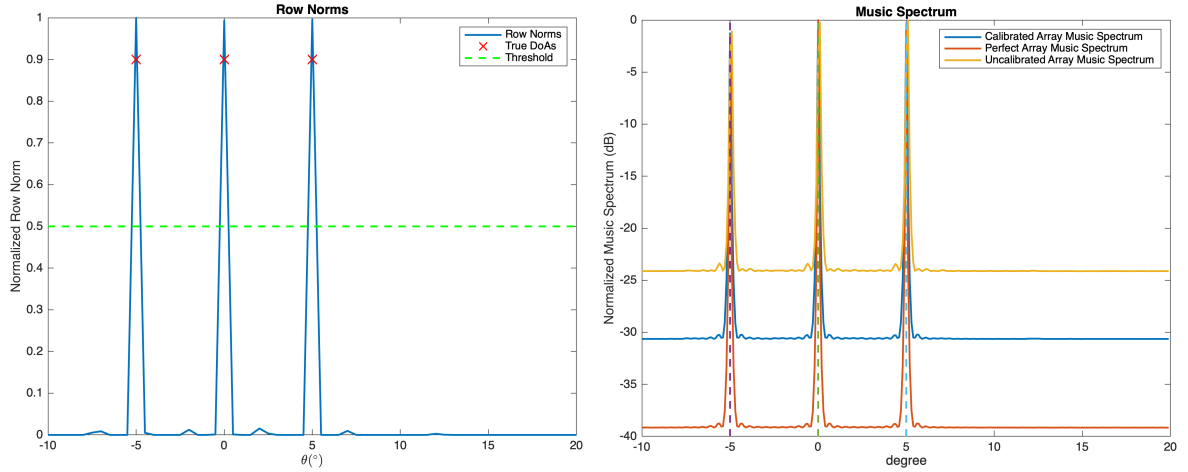 Row Norms
Row Norms
True DoAs
Threshold
Normalized Row Norm
1
0.9
0.8
0.7
0.6
0.5
0.4
0.3
0.2
0.1
0
-10 -5 0 5 10 15 20
θ(°)
Music Spectrum
Calibrated Array Music Spectrum
Perfect Array Music Spectrum
Uncalibrated Array Music Spectrum
Normalized Music Spectrum (dB)
0
-5
-10
-15
-20
-25
-30
-35
-40
-10 -5 0 5 10 15 20
degree